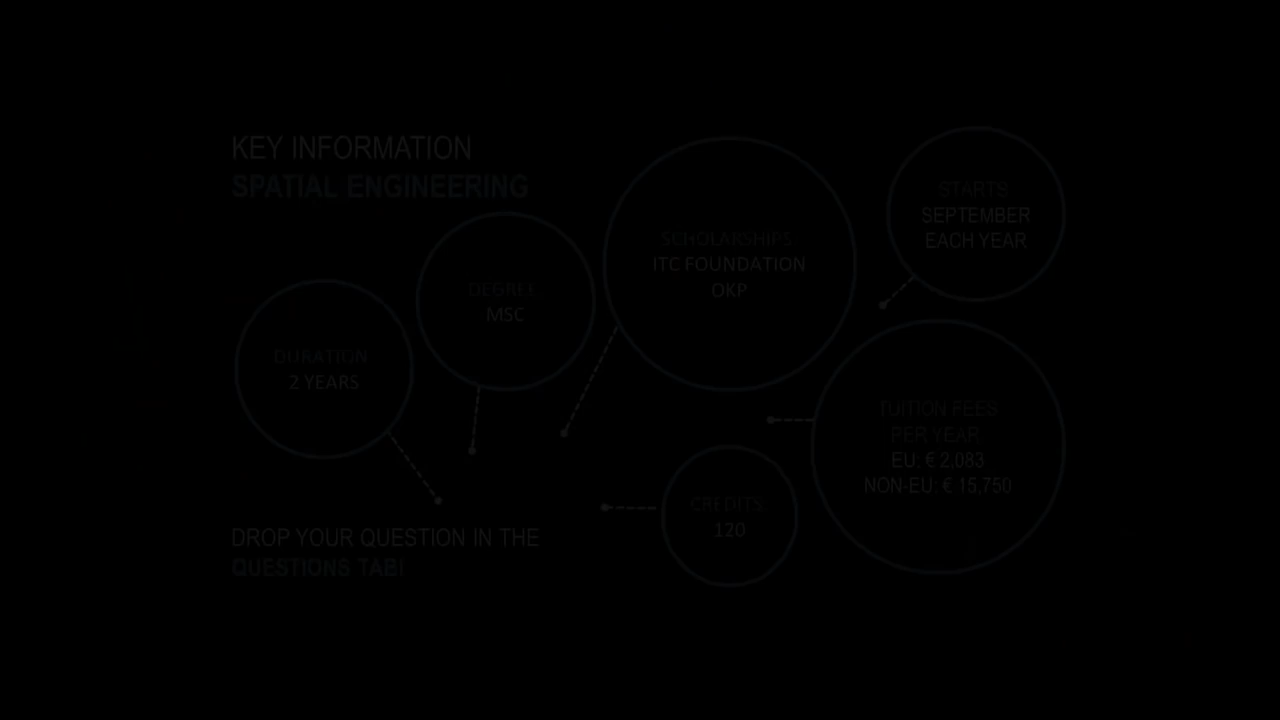 KEY INFORMATION
SPATIAL ENGINEERING
DURATION
2 YEARS
DEGREE
MSC
SCHOLARSHIPS
ITC FOUNDATION
OKP
STARTS
SEPTEMBER
EACH YEAR
TUITION FEES
PER YEAR
EU: € 2,083
NON-EU: € 15,750
CREDITS
120
DROP YOUR QUESTION IN THE
QUESTIONS TAB!